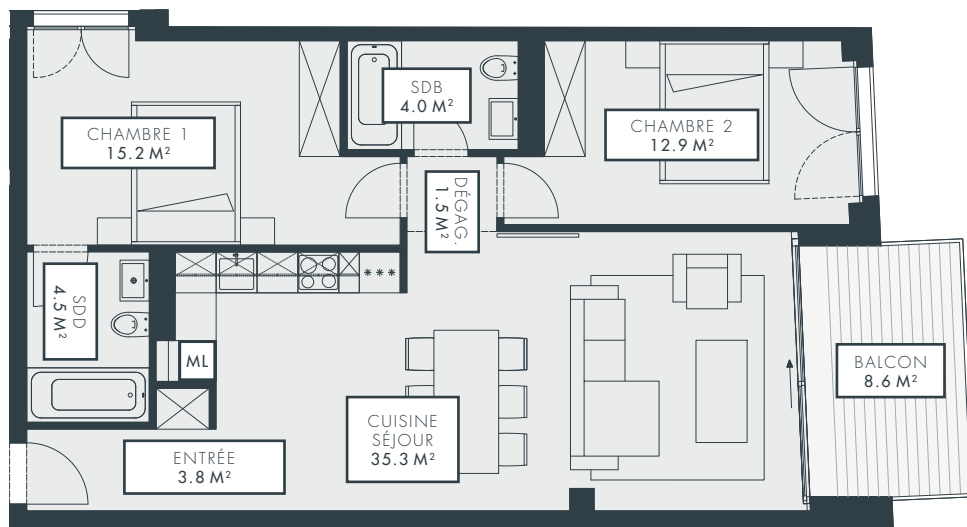 SDB
4.0 M²
CHAMBRE 1
15.2 M²
CHAMBRE 2
12.9 M²
DÉGAG.
1.5 M²
SDD
4.5 M²
***
ML
BALCON
8.6 M²
CUISINE
SÉJOUR
35.3 M²
ENTRÉE
3.8 M²